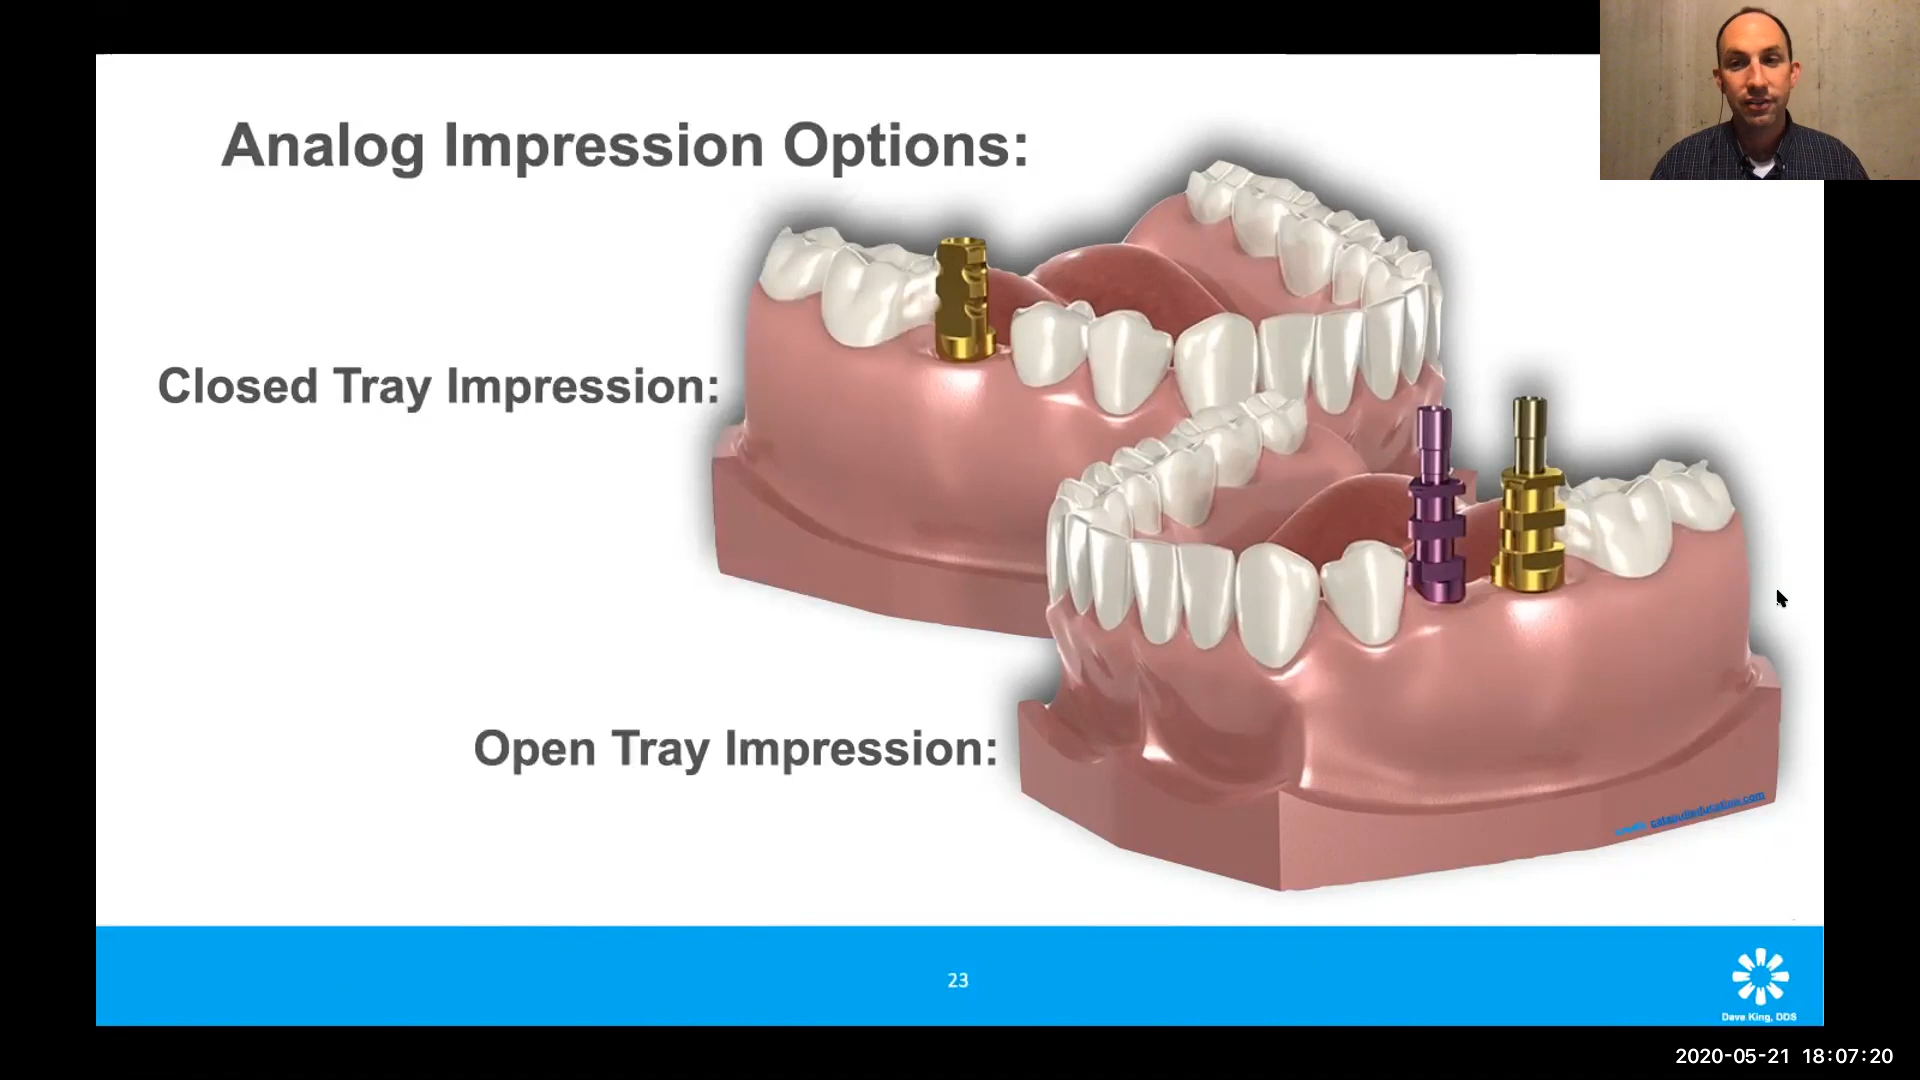 Analog Impression Options:
Closed Tray Impression:
Open Tray Impression:
23
Dave King, DDS
2020-05-21 18:07:20